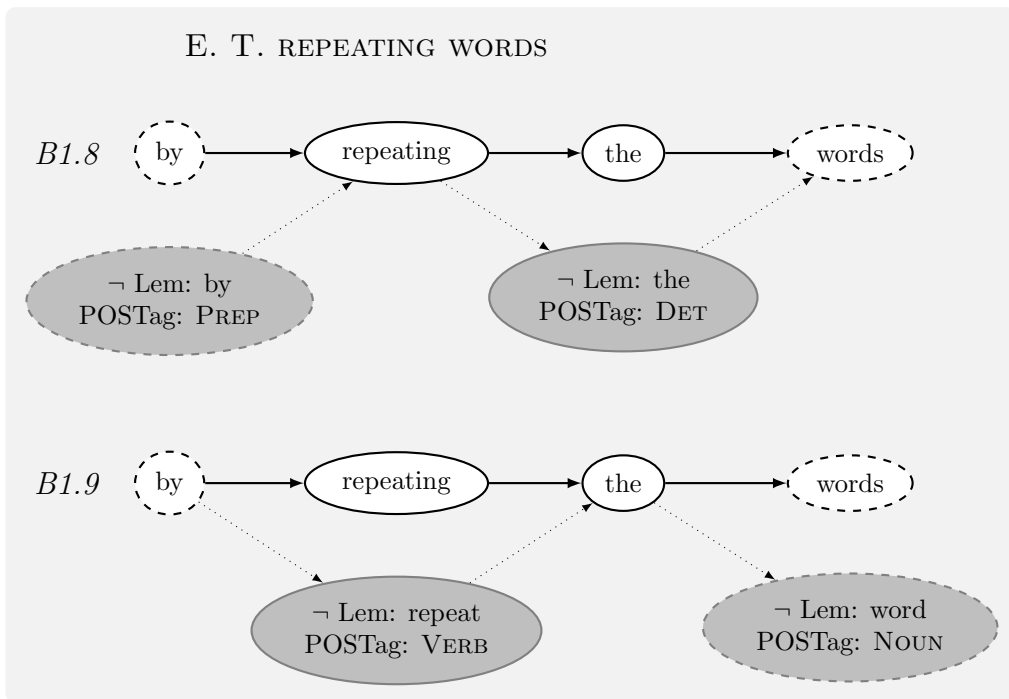 E. T. REPEATING WORDS
B1.8 by repeating the words
¬ Lem: by
POSTag: PREP
¬ Lem: the
POSTag: DET
B1.9 by repeating the words
¬ Lem: repeat
POSTag: VERB
¬ Lem: word
POSTag: NOUN